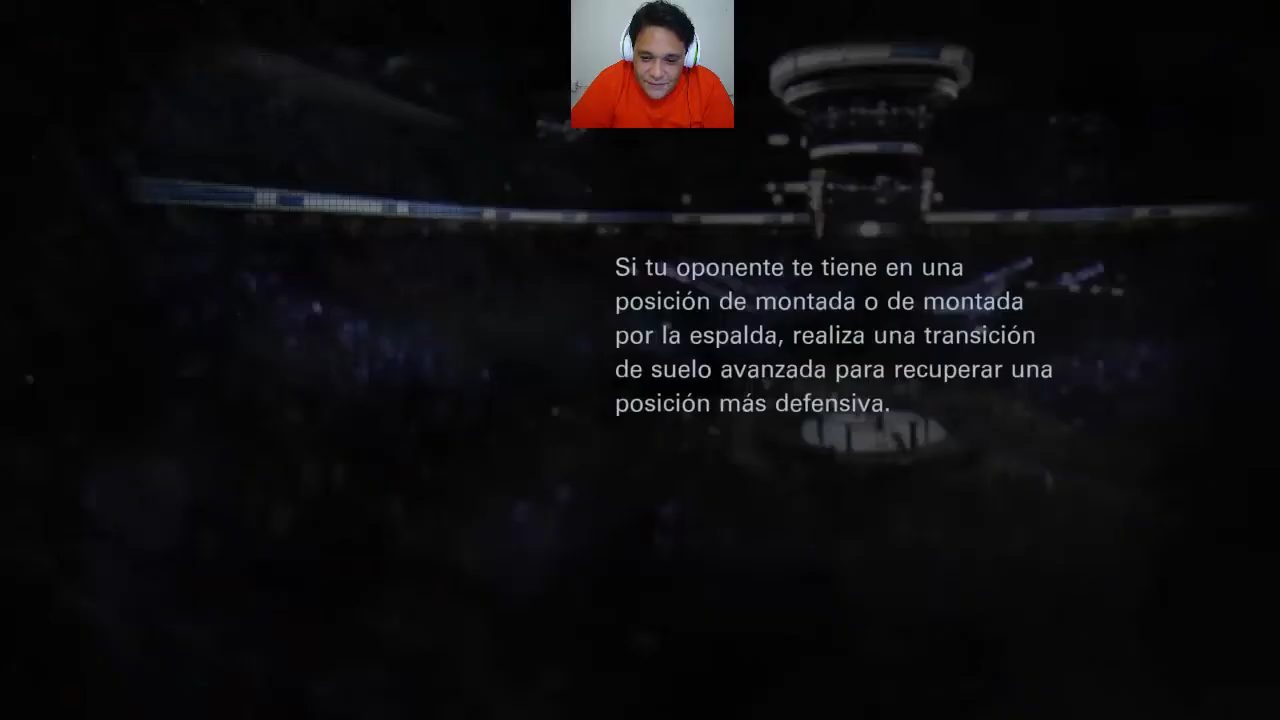 Si tu oponente te tiene en una
posición de montada o de montada
por la espalda, realiza una transición
de suelo avanzada para recuperar una
posición más defensiva.